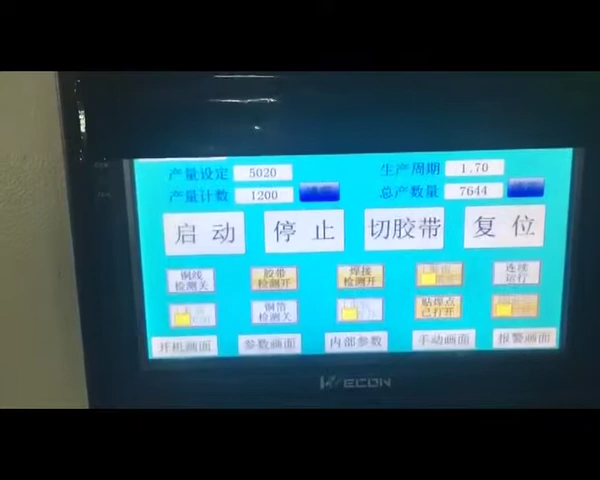 产量设定 5020 生产周期 1.70
产量计数 1200 总产数量 7644
启动 停止 切胶带 复位
铜线 胶带 焊接 连接
检测关 检测开 检测开 运行
铜箔 贴焊点
检测关 已打开
开机画面 参数画面 内部参数 手动画面 报警画面
WECON